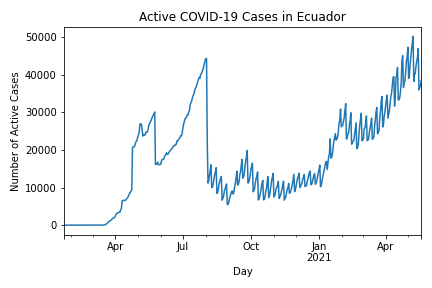 Active COVID-19 Cases in Ecuador
Number of Active Cases
50000
40000
30000
20000
10000
0
Apr
Jul
Oct
Jan
2021
Apr
Day